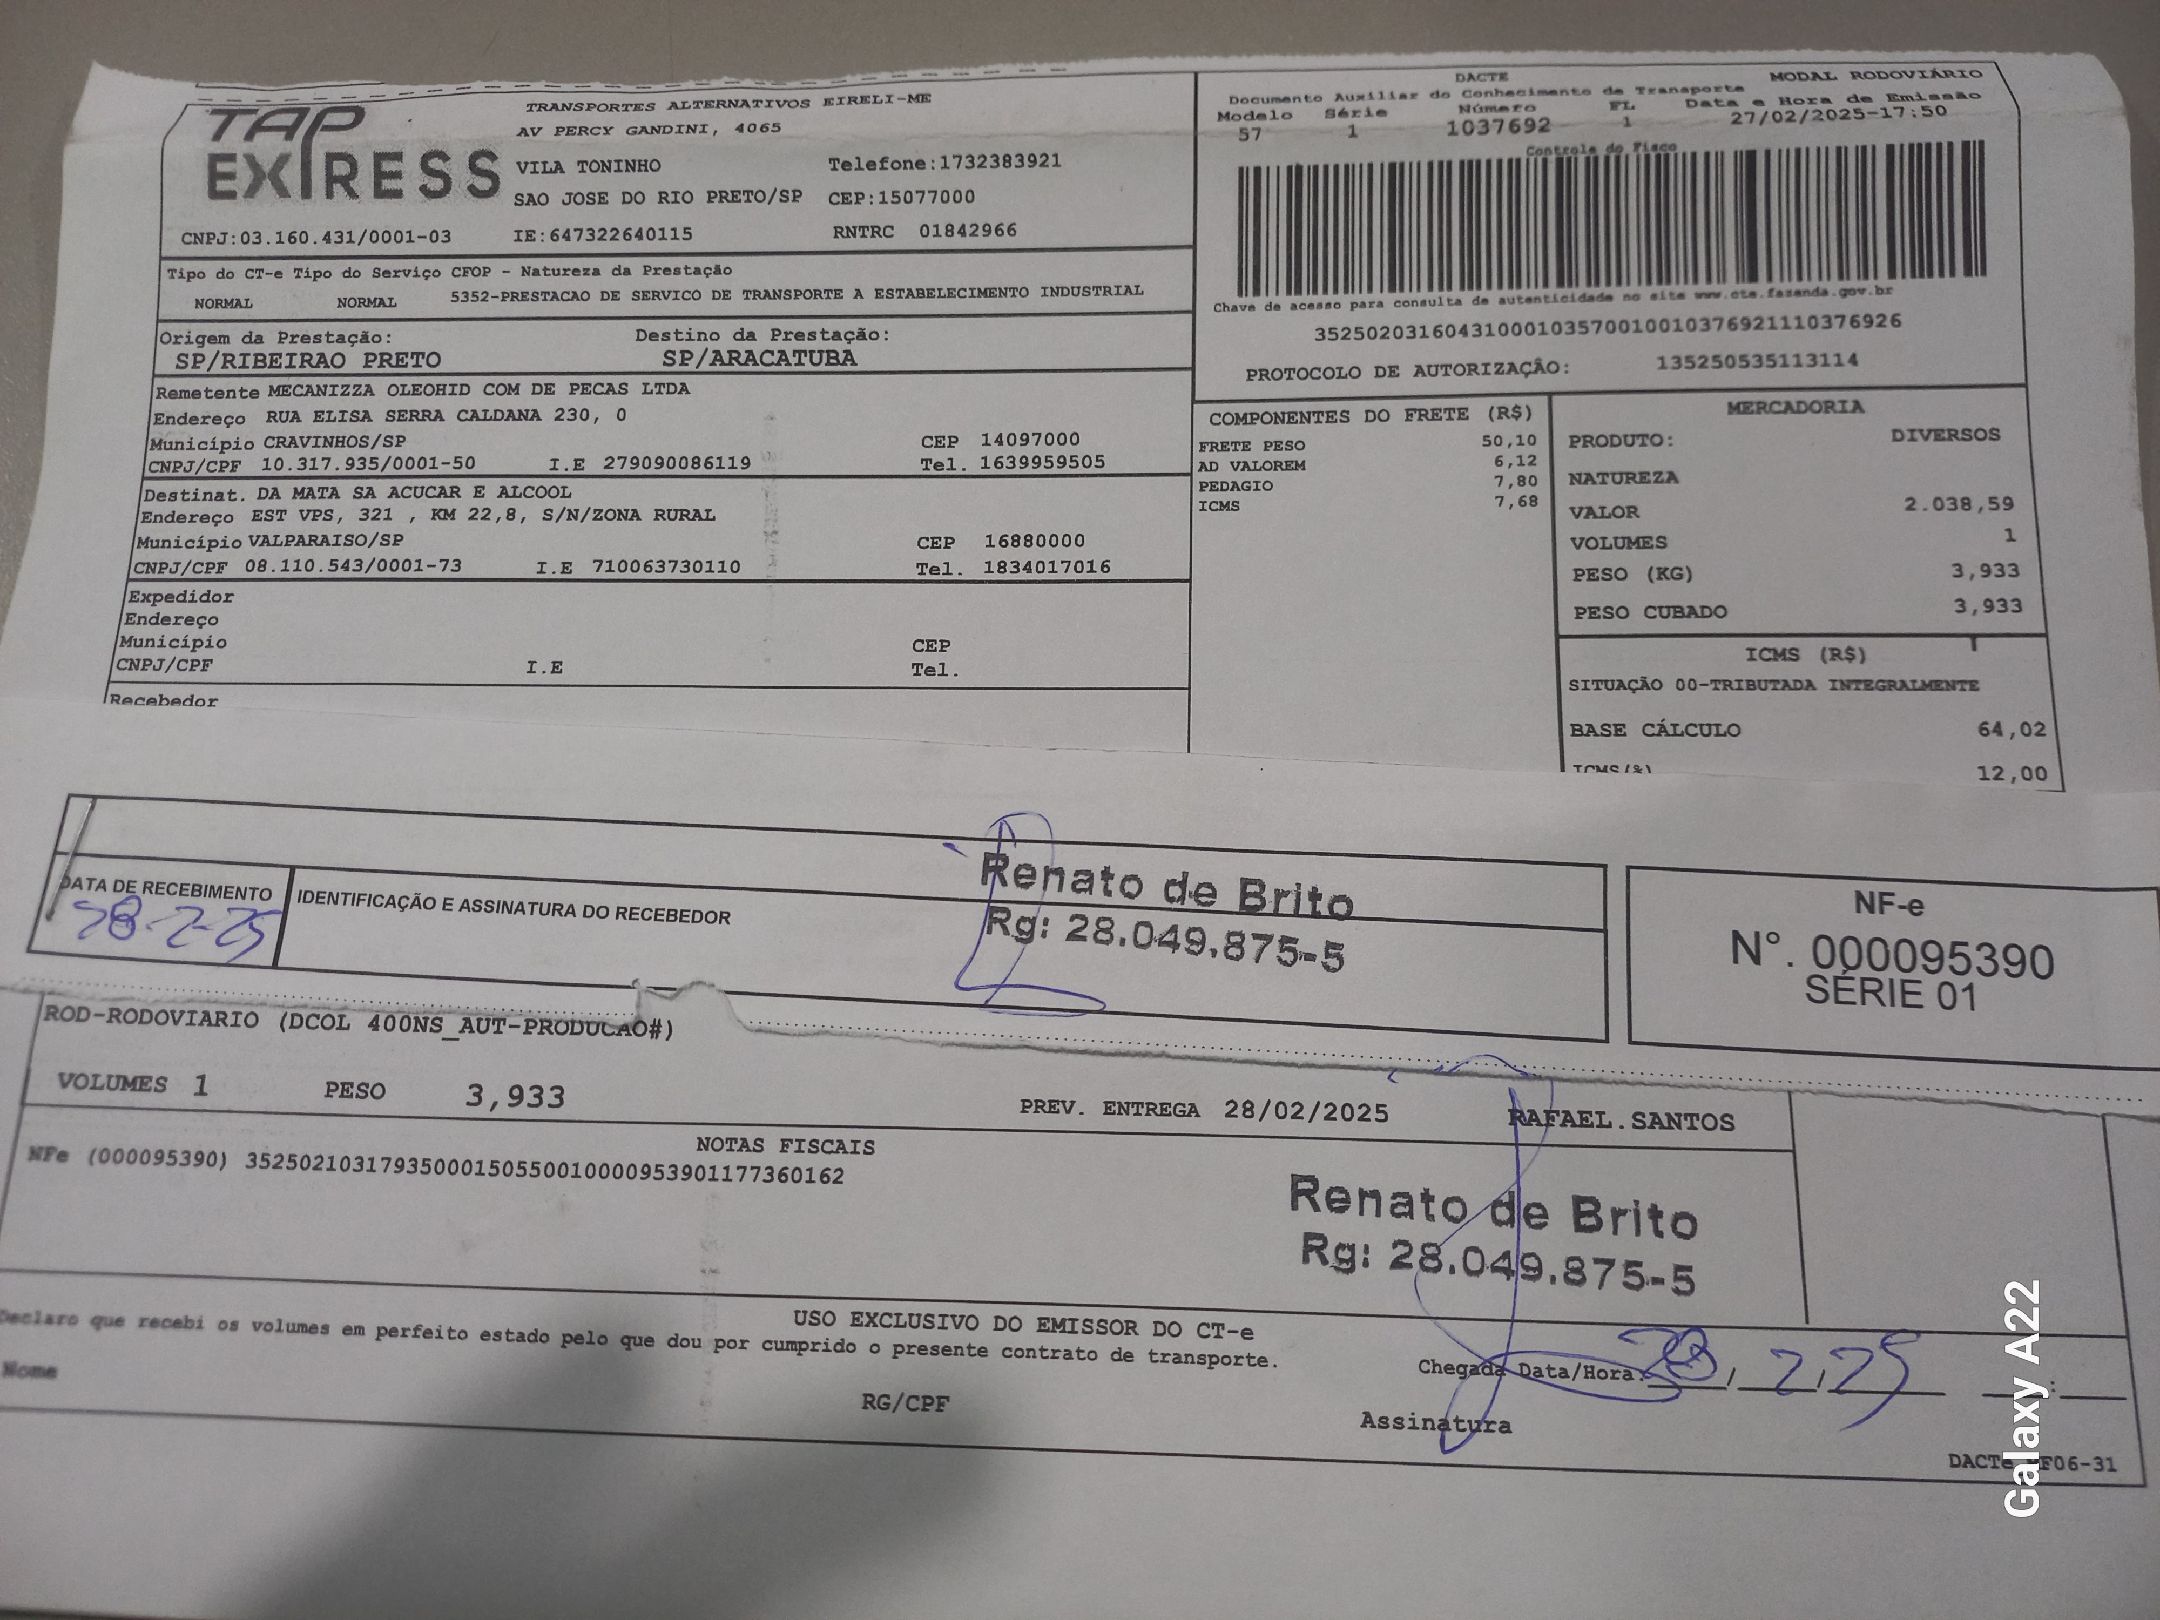 TAP EXPRESS
TRANSPORTES ALTERNATIVOS EIRELI-ME
AV PERCY GANDINI, 4065
VILA TONINHO Telefone:1732383921
SAO JOSE DO RIO PRETO/SP CEP:15077000
CNPJ:03.160.431/0001-03 IE:647322640115 RNTRC 01842966
DACTE MODAL RODOVIÁRIO
Documento Auxiliar do Conhecimento de Transporte
Modelo Série Número FL Data e Hora de Emissão
57 1 1037692 1 27/02/2025-17:50
Controle do Fisco
Chave de acesso para consulta de autenticidade no site www.cte.fazenda.gov.br
35250203160431000103570010010376921110376926
PROTOCOLO DE AUTORIZAÇÃO: 135250535113114
Tipo do CT-e Tipo do Serviço CFOP - Natureza da Prestação
NORMAL NORMAL 5352-PRESTACAO DE SERVICO DE TRANSPORTE A ESTABELECIMENTO INDUSTRIAL
Origem da Prestação: Destino da Prestação:
SP/RIBEIRAO PRETO SP/ARACATUBA
Remetente MECANIZZA OLEOHID COM DE PECAS LTDA
Endereço RUA ELISA SERRA CALDANA 230, 0
Município CRAVINHOS/SP CEP 14097000
CNPJ/CPF 10.317.935/0001-50 I.E 279090086119 Tel. 1639959505
Destinat. DA MATA SA ACUCAR E ALCOOL
Endereço EST VPS, 321 , KM 22,8, S/N/ZONA RURAL
Município VALPARAISO/SP CEP 16880000
CNPJ/CPF 08.110.543/0001-73 I.E 710063730110 Tel. 1834017016
Expedidor
Endereço
Município CEP
CNPJ/CPF I.E Tel.
Recebedor
COMPONENTES DO FRETE (R$)
FRETE PESO 50,10
AD VALOREM 6,12
PEDAGIO 7,80
ICMS 7,68
MERCADORIA
PRODUTO: DIVERSOS
NATUREZA
VALOR 2.038,59
VOLUMES 1
PESO (KG) 3,933
PESO CUBADO 3,933
ICMS (R$)
SITUAÇÃO 00-TRIBUTADA INTEGRALMENTE
BASE CÁLCULO 64,02
ICMS(%) 12,00
DATA DE RECEBIMENTO IDENTIFICAÇÃO E ASSINATURA DO RECEBEDOR
28-2-25
Renato de Brito
Rg: 28.049.875-5
NF-e
N°. 000095390
SÉRIE 01
ROD-RODOVIARIO (DCOL 400NS_AUT-PRODUCAO#)
VOLUMES 1 PESO 3,933 PREV. ENTREGA 28/02/2025 RAFAEL.SANTOS
NOTAS FISCAIS
NFe (000095390) 35250210317935000150550010000953901177360162
Renato de Brito
Rg: 28.049.875-5
USO EXCLUSIVO DO EMISSOR DO CT-e
Declaro que recebi os volumes em perfeito estado pelo que dou por cumprido o presente contrato de transporte.
Nome RG/CPF
Chegada Data/Hora: 28/2/25 :
Assinatura
DACTe F06-31
Galaxy A22